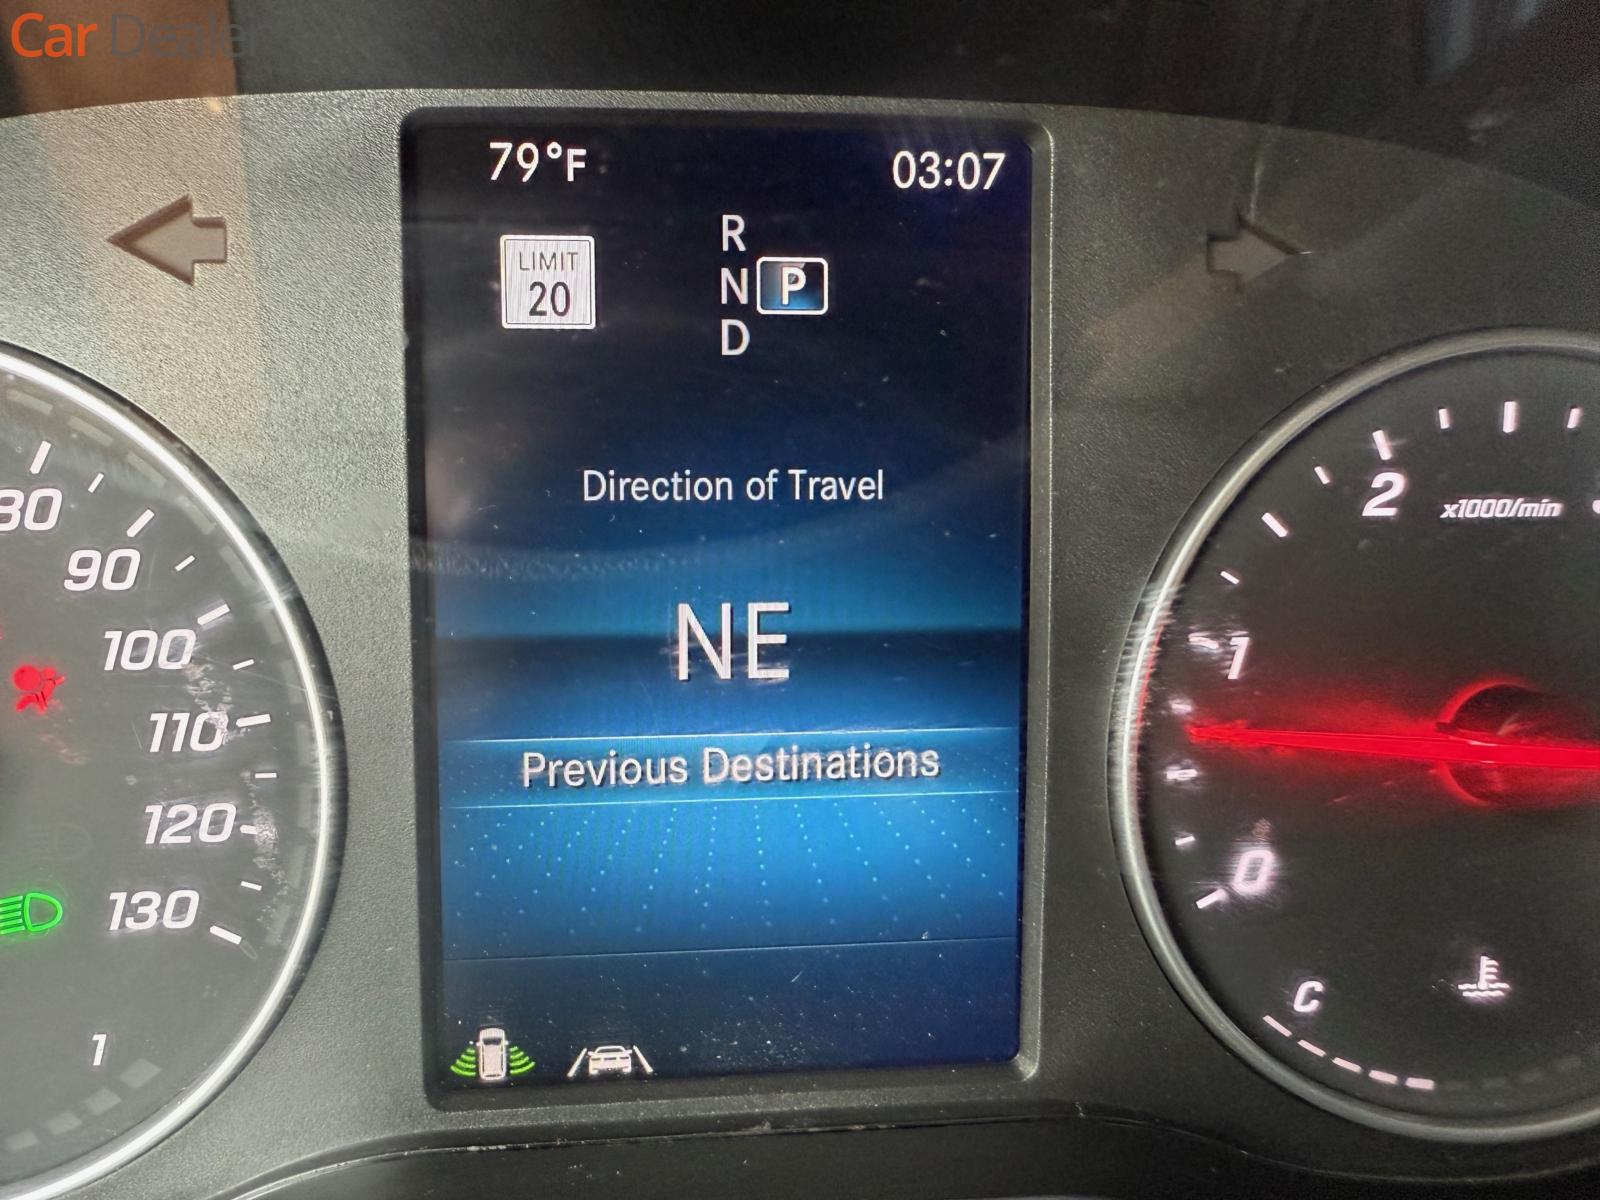 Car Dealer
79°F
03:07
LIMIT
20
R
N
P
D
Direction of Travel
NE
Previous Destinations
80
90
100
110
120
130
1
2
x1000/min
1
0
C